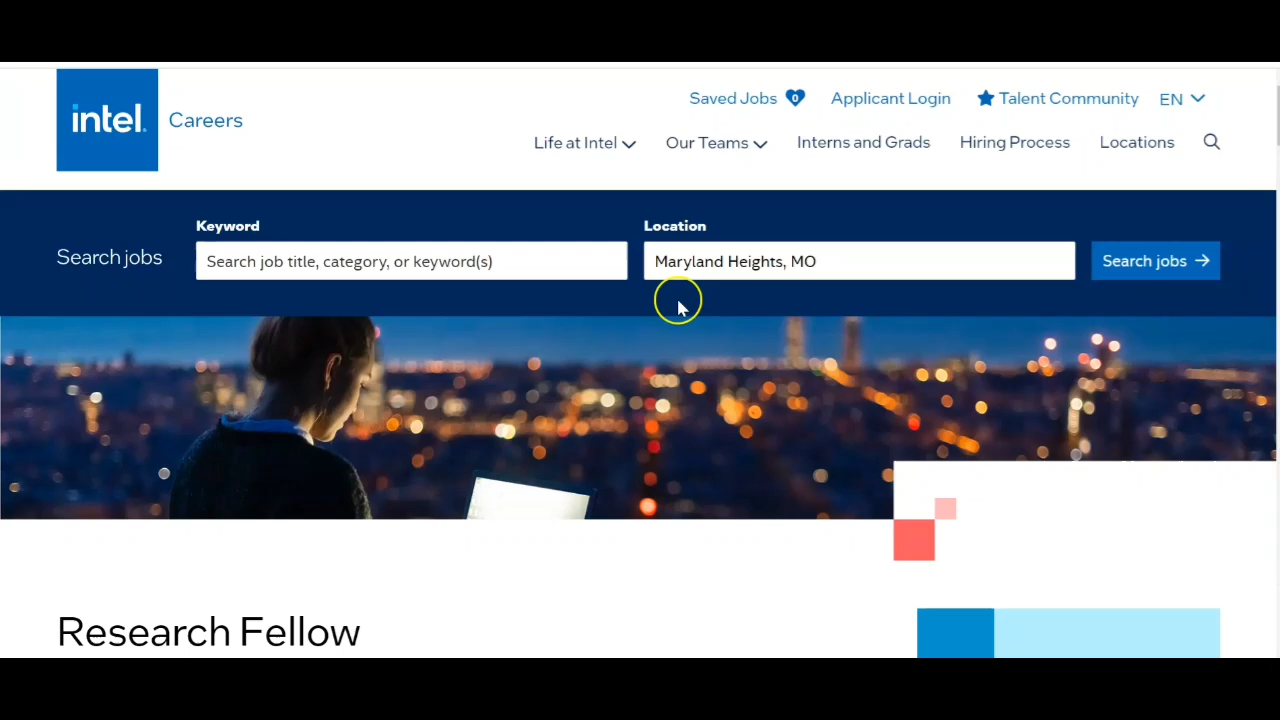 intel.
Careers
Saved Jobs 0 Applicant Login Talent Community EN
Life at Intel Our Teams Interns and Grads Hiring Process Locations
Search jobs
Keyword
Search job title, category, or keyword(s)
Location
Maryland Heights, MO
Search jobs
Research Fellow